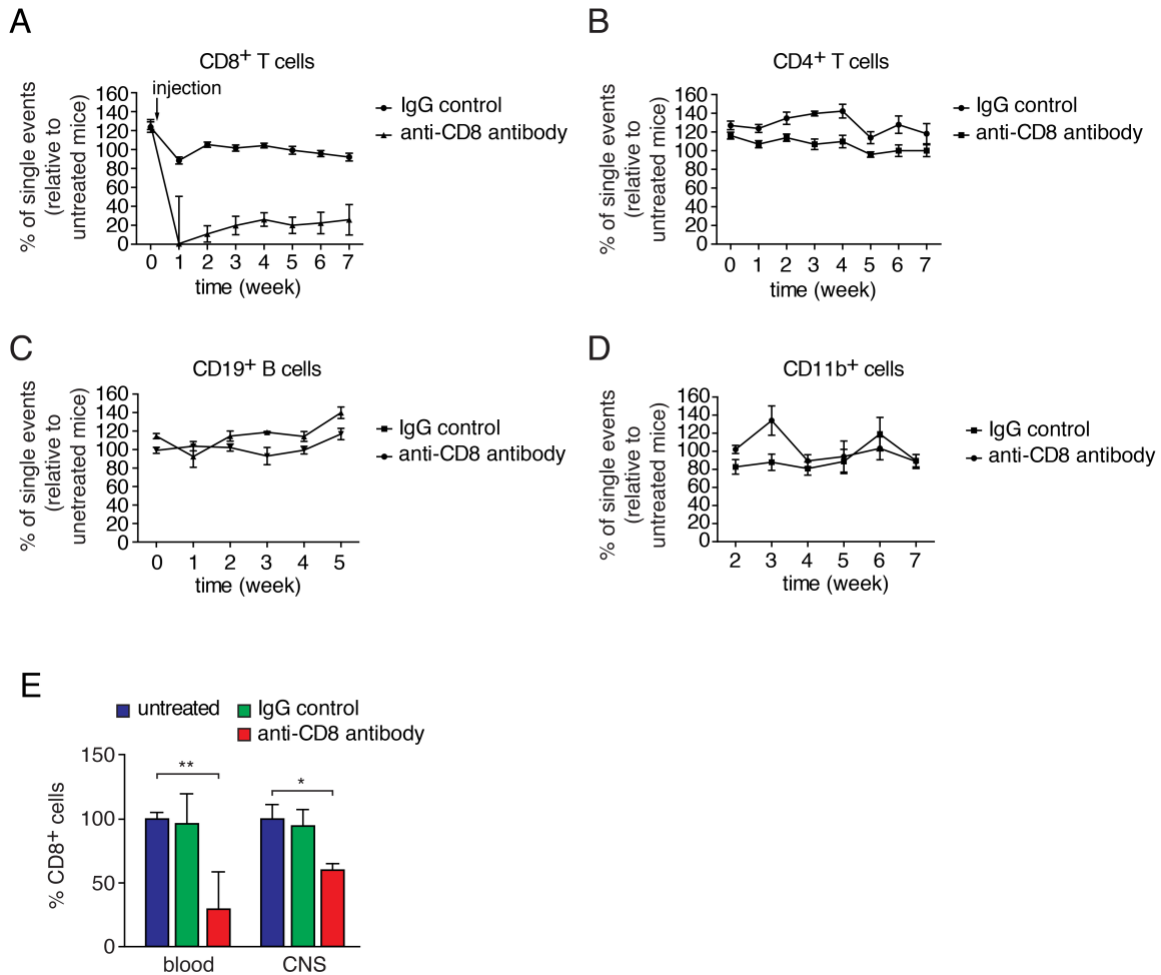 A
CD8+ T cells
injection
160
140
120
100
80
60
40
20
0
% of single events
(relative to
untreated mice)
0 1 2 3 4 5 6 7
time (week)
IgG control
anti-CD8 antibody
B
CD4+ T cells
160
140
120
100
80
60
40
20
0
% of single events
(relative to
untreated mice)
0 1 2 3 4 5 6 7
time (week)
IgG control
anti-CD8 antibody
C
CD19+ B cells
160
140
120
100
80
60
40
20
0
% of single events
(relative to
unetreated mice)
0 1 2 3 4 5
time (week)
IgG control
anti-CD8 antibody
D
CD11b+ cells
160
140
120
100
80
60
40
20
0
% of single events
(relative to
untreated mice)
2 3 4 5 6 7
time (week)
IgG control
anti-CD8 antibody
E
untreated
IgG control
anti-CD8 antibody
150
100
50
0
% CD8+ cells
**
*
blood CNS